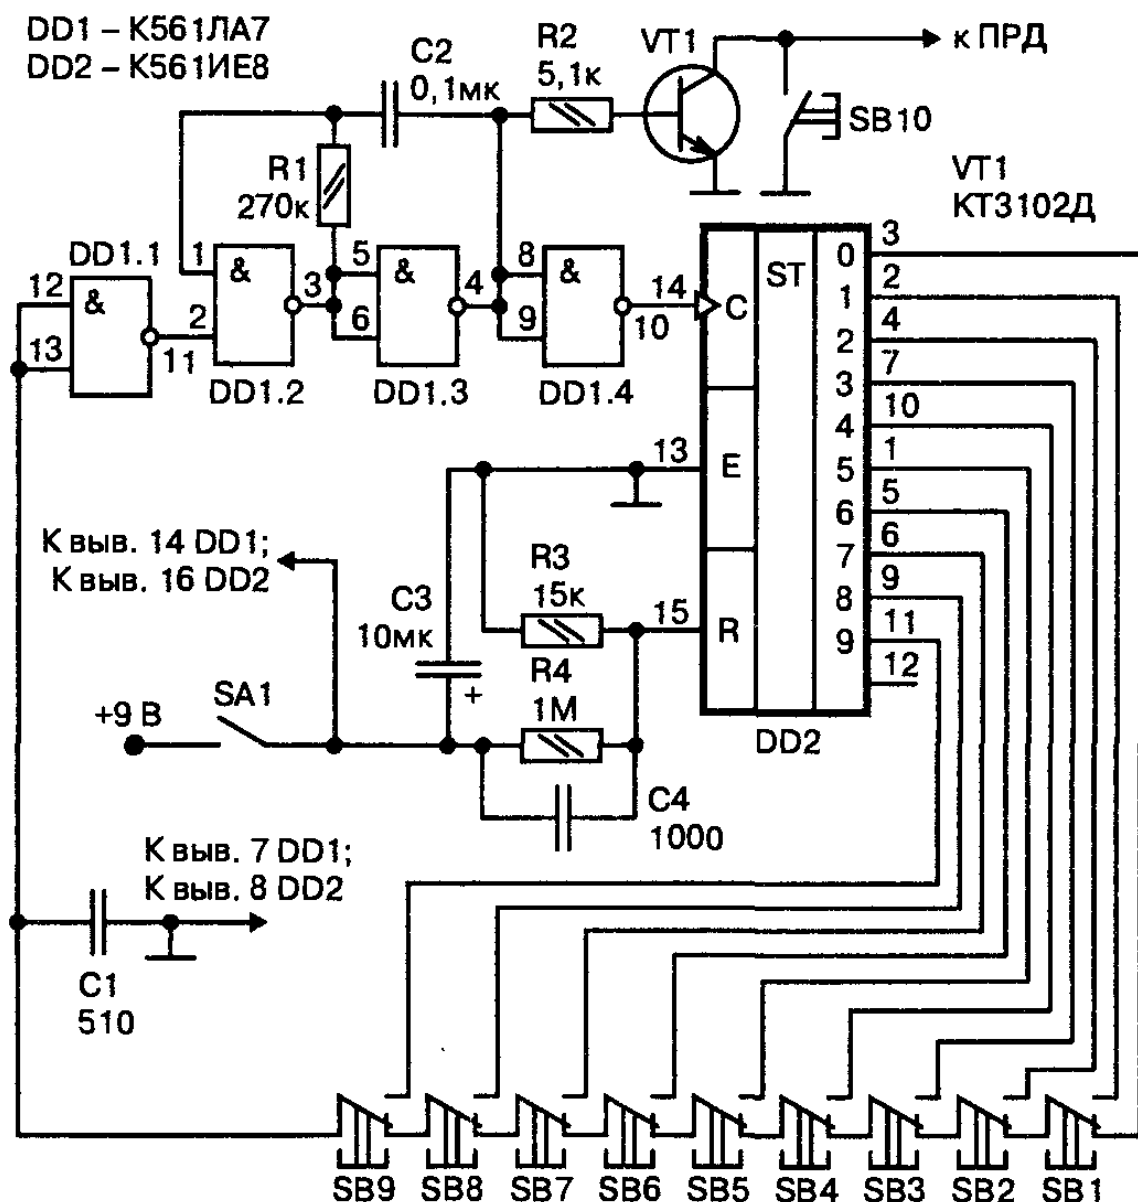 DD1 – К561ЛА7
DD2 – К561ИЕ8
C2
0,1мк
R2
5,1к
VT1
к ПРД
SB10
VT1
КТ3102Д
R1
270к
DD1.1
12
13
&
11
1
2
&
3
DD1.2
5
6
&
4
DD1.3
8
9
&
10
DD1.4
14
C
ST
0
3
1
2
2
4
3
7
4
10
5
1
6
5
7
6
8
9
9
11
12
13
E
15
R
DD2
К выв. 14 DD1;
К выв. 16 DD2
C3
10мк
+
R3
15к
R4
1М
C4
1000
SA1
+9 В
К выв. 7 DD1;
К выв. 8 DD2
C1
510
SB9 SB8 SB7 SB6 SB5 SB4 SB3 SB2 SB1